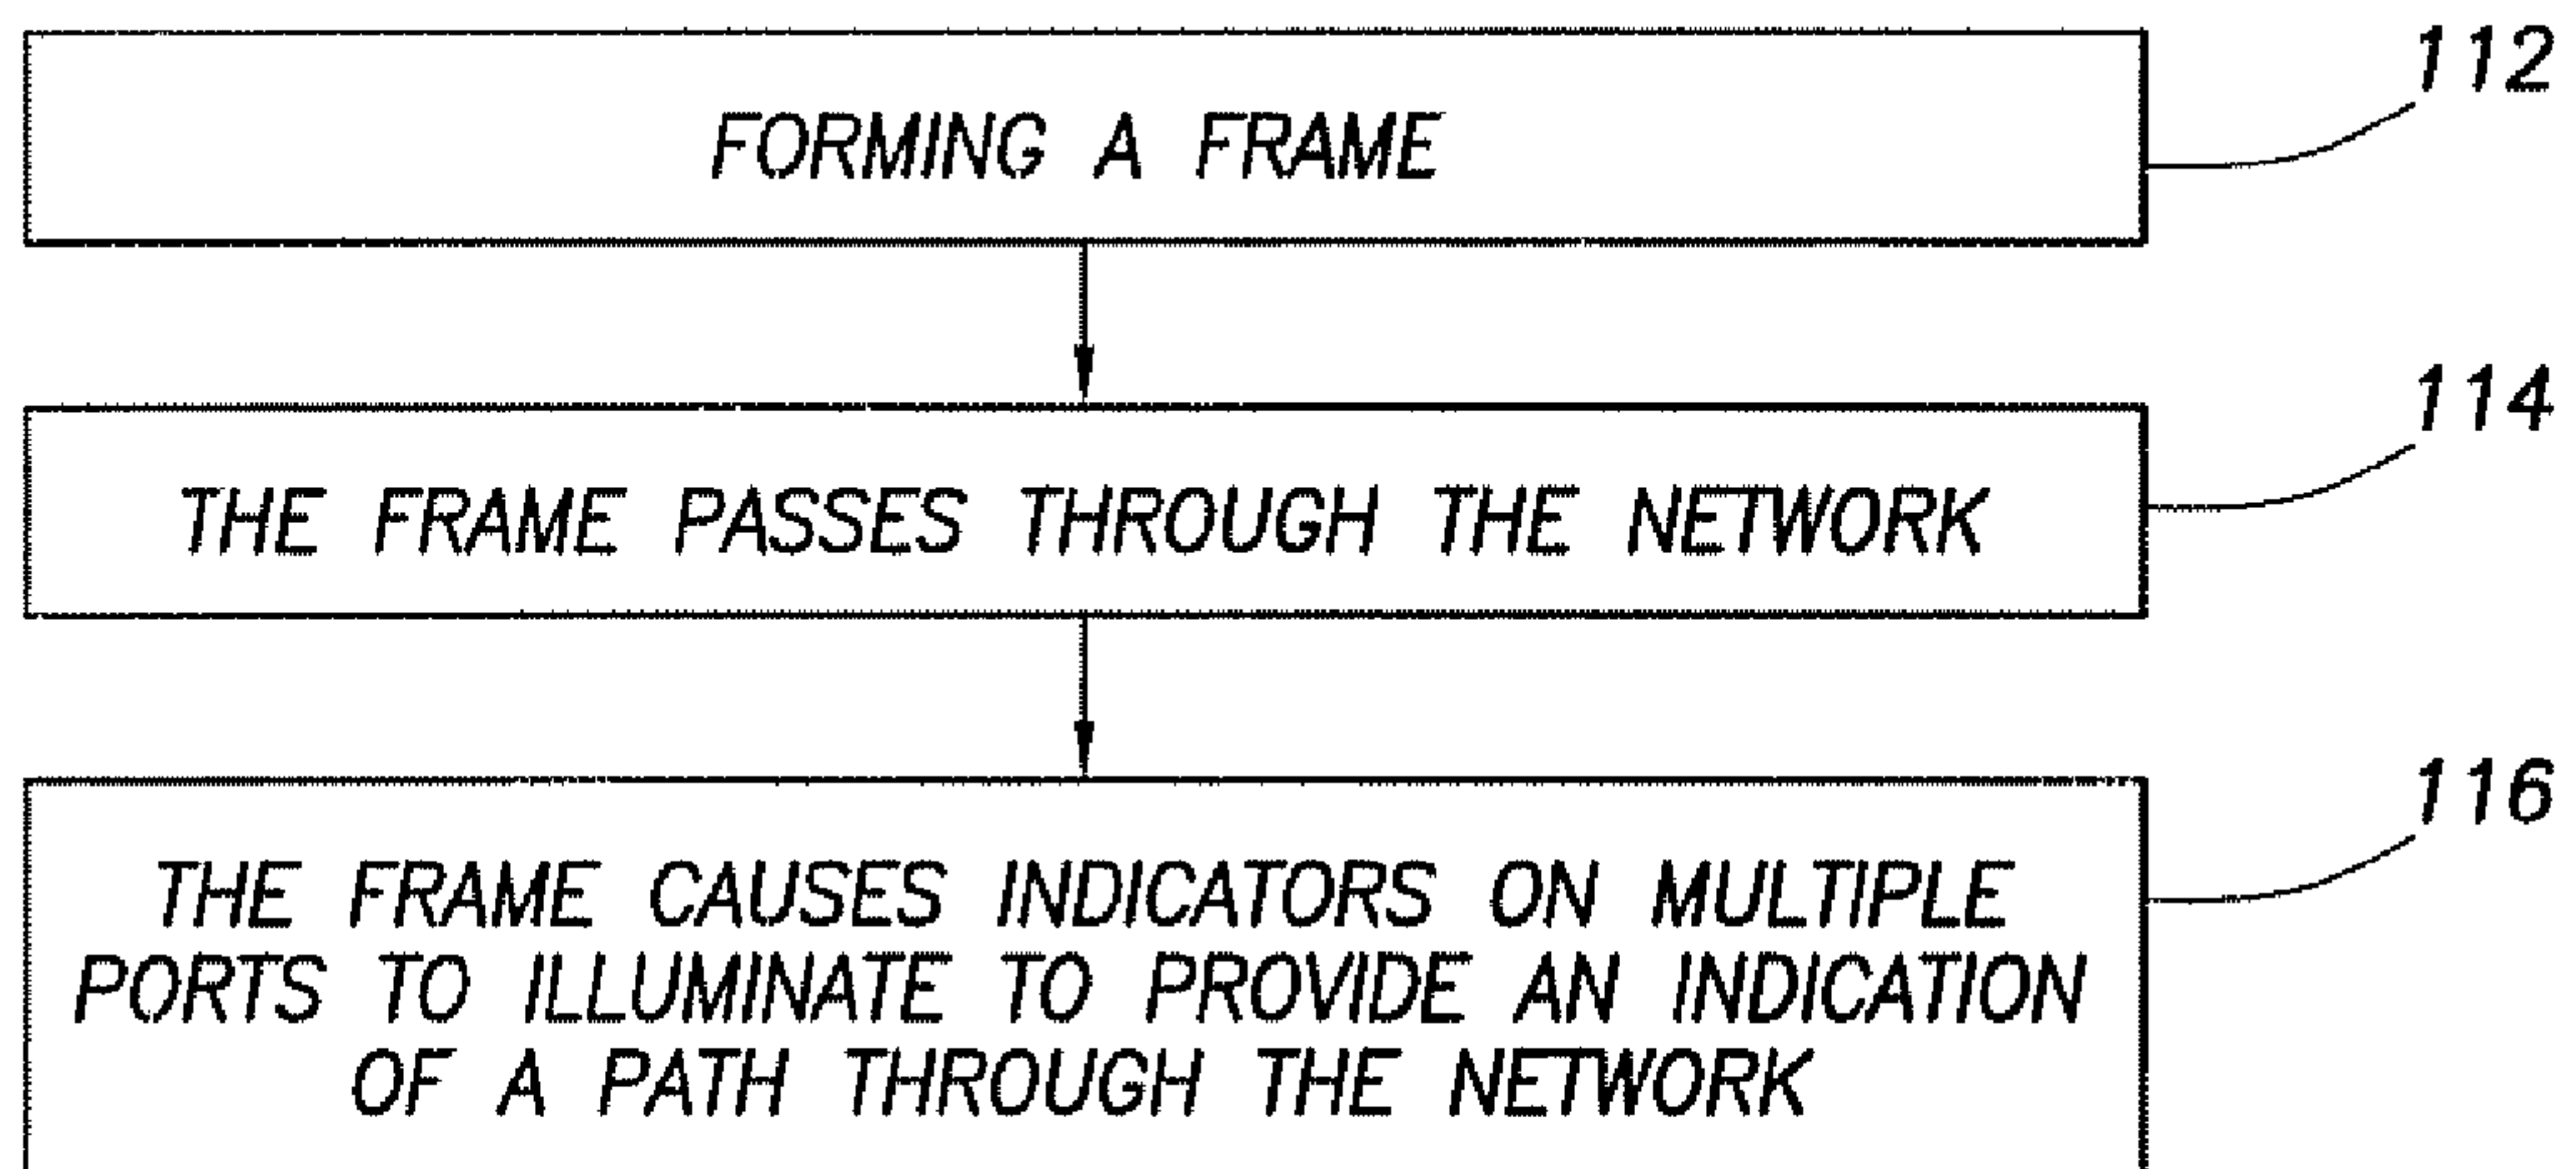 112
FORMING A FRAME
114
THE FRAME PASSES THROUGH THE NETWORK
116
THE FRAME CAUSES INDICATORS ON MULTIPLE
PORTS TO ILLUMINATE TO PROVIDE AN INDICATION
OF A PATH THROUGH THE NETWORK